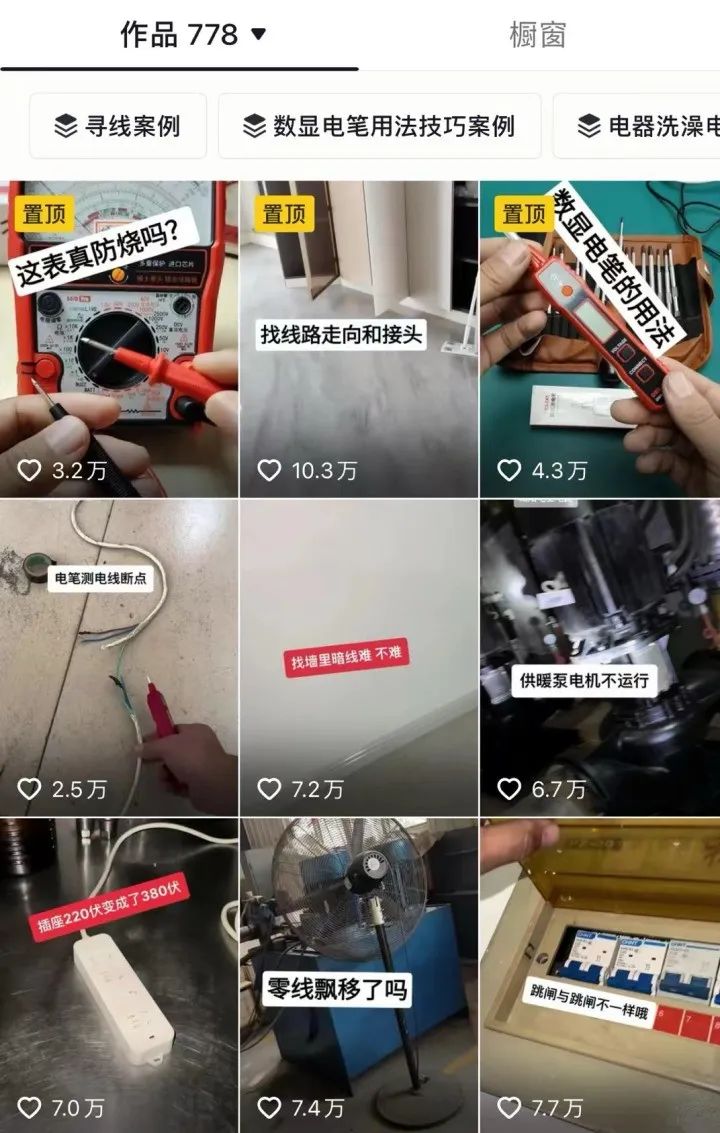 作品 778
橱窗
寻线案例
数显电笔用法技巧案例
电器洗澡电
置顶
这表真防烧吗?
3.2万
置顶
找线路走向和接头
10.3万
置顶
数显电笔的用法
4.3万
电笔测电线断点
2.5万
找墙里暗线难 不难
7.2万
供暖泵电机不运行
6.7万
插座220伏变成了380伏
7.0万
零线飘移了吗
7.4万
跳闸与跳闸不一样哦
7.7万